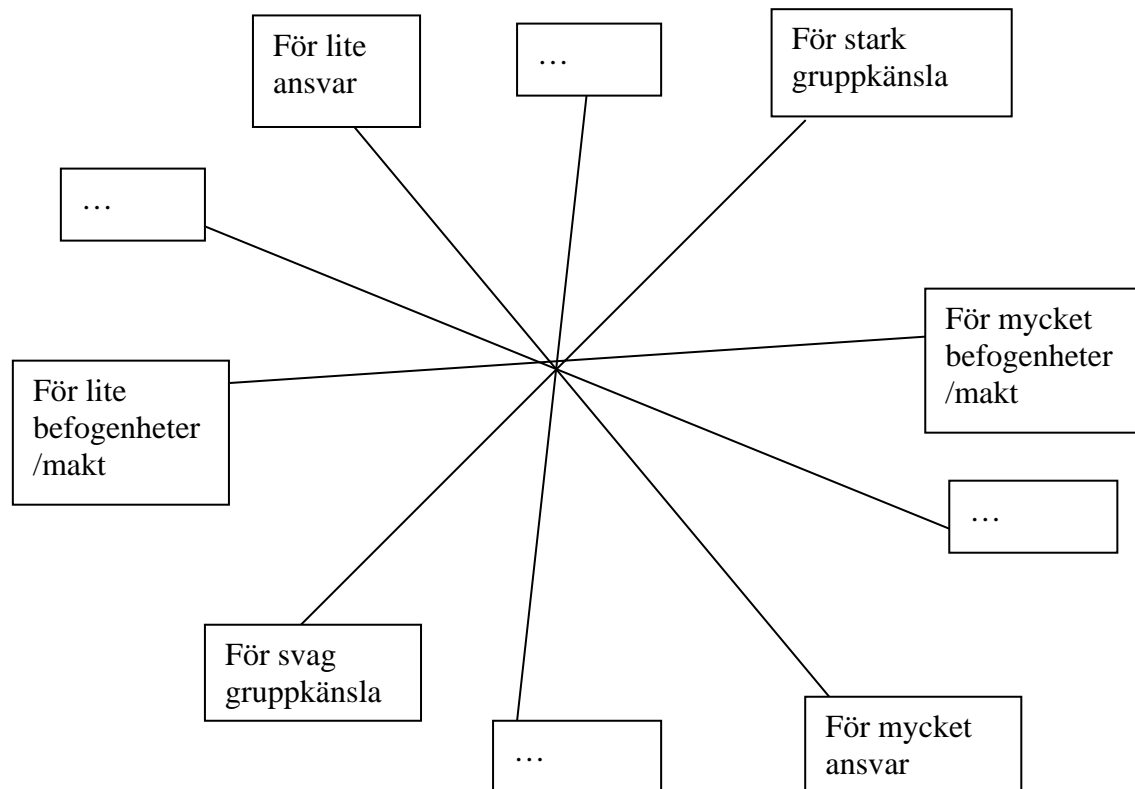 För lite
ansvar
…
För stark
gruppkänsla
…
För mycket
befogenheter
/makt
För lite
befogenheter
/makt
…
För svag
gruppkänsla
…
För mycket
ansvar